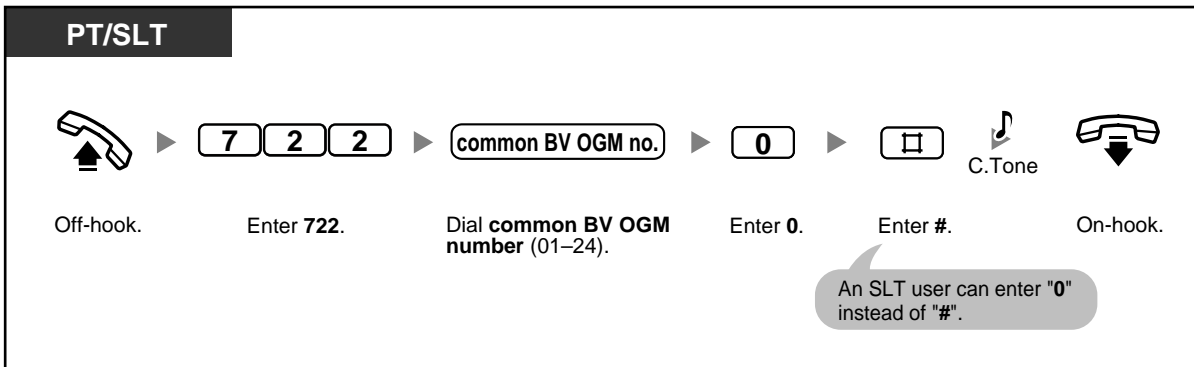 PT/SLT
7 2 2
common BV OGM no.
0
#
C.Tone
Off-hook.
Enter 722.
Dial common BV OGM
number (01–24).
Enter 0.
Enter #.
On-hook.
An SLT user can enter "0"
instead of "#".